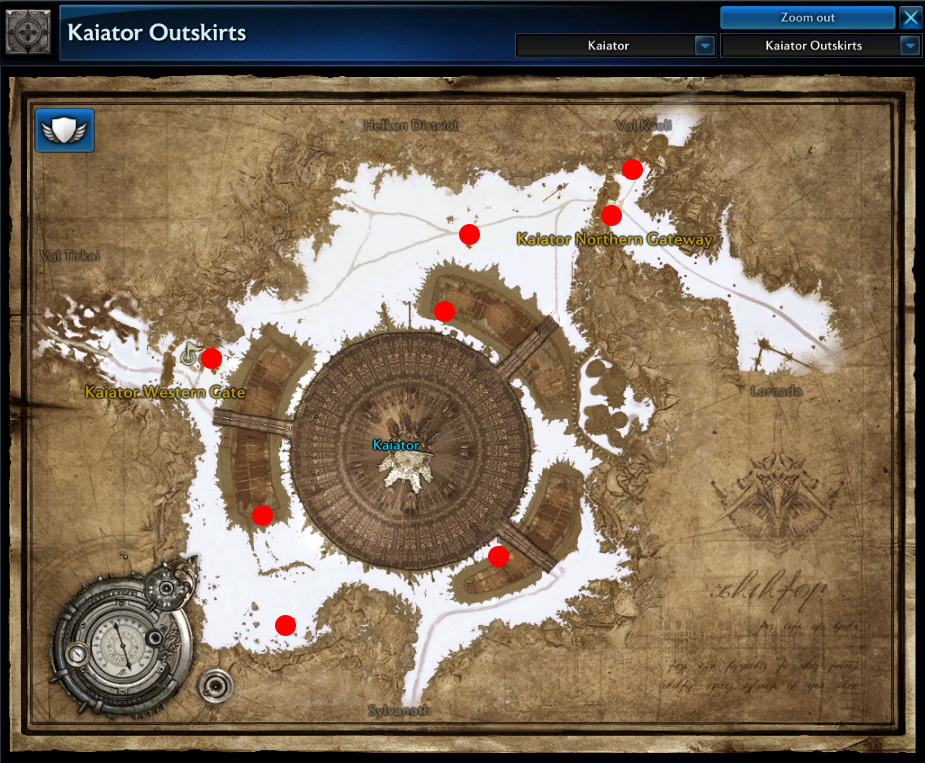 Kaiator Outskirts
Zoom out
Kaiator
Kaiator Outskirts
Helkan District
Val Kaeli
Kaiator Northern Gateway
Val Tirkai
Kaiator Western Gate
Lorcada
Kaiator
Sylvanoth